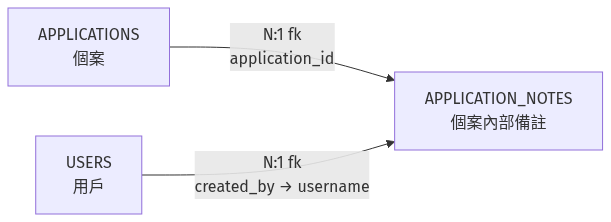 APPLICATIONS
個案
N:1 fk
application_id
APPLICATION_NOTES
個案內部備註
USERS
用戶
N:1 fk
created_by → username